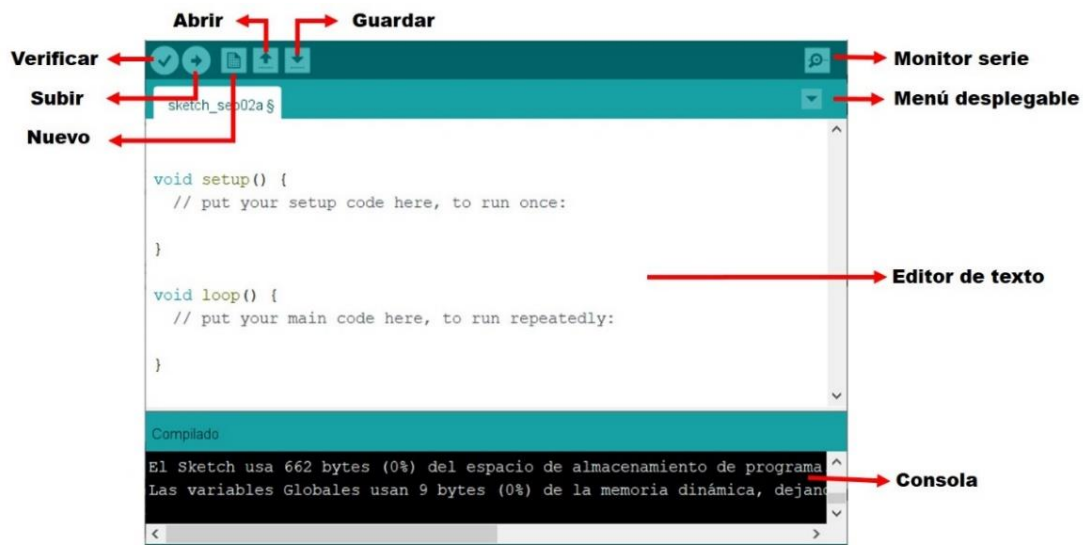 Abrir
Guardar
Verificar
Monitor serie
Subir
sketch_sep02a §
Menú desplegable
Nuevo
void setup() {
// put your setup code here, to run once:
}
void loop() {
// put your main code here, to run repeatedly:
}
Editor de texto
Compilado
El Sketch usa 662 bytes (0%) del espacio de almacenamiento de programa
Las variables Globales usan 9 bytes (0%) de la memoria dinámica, dejand
Consola